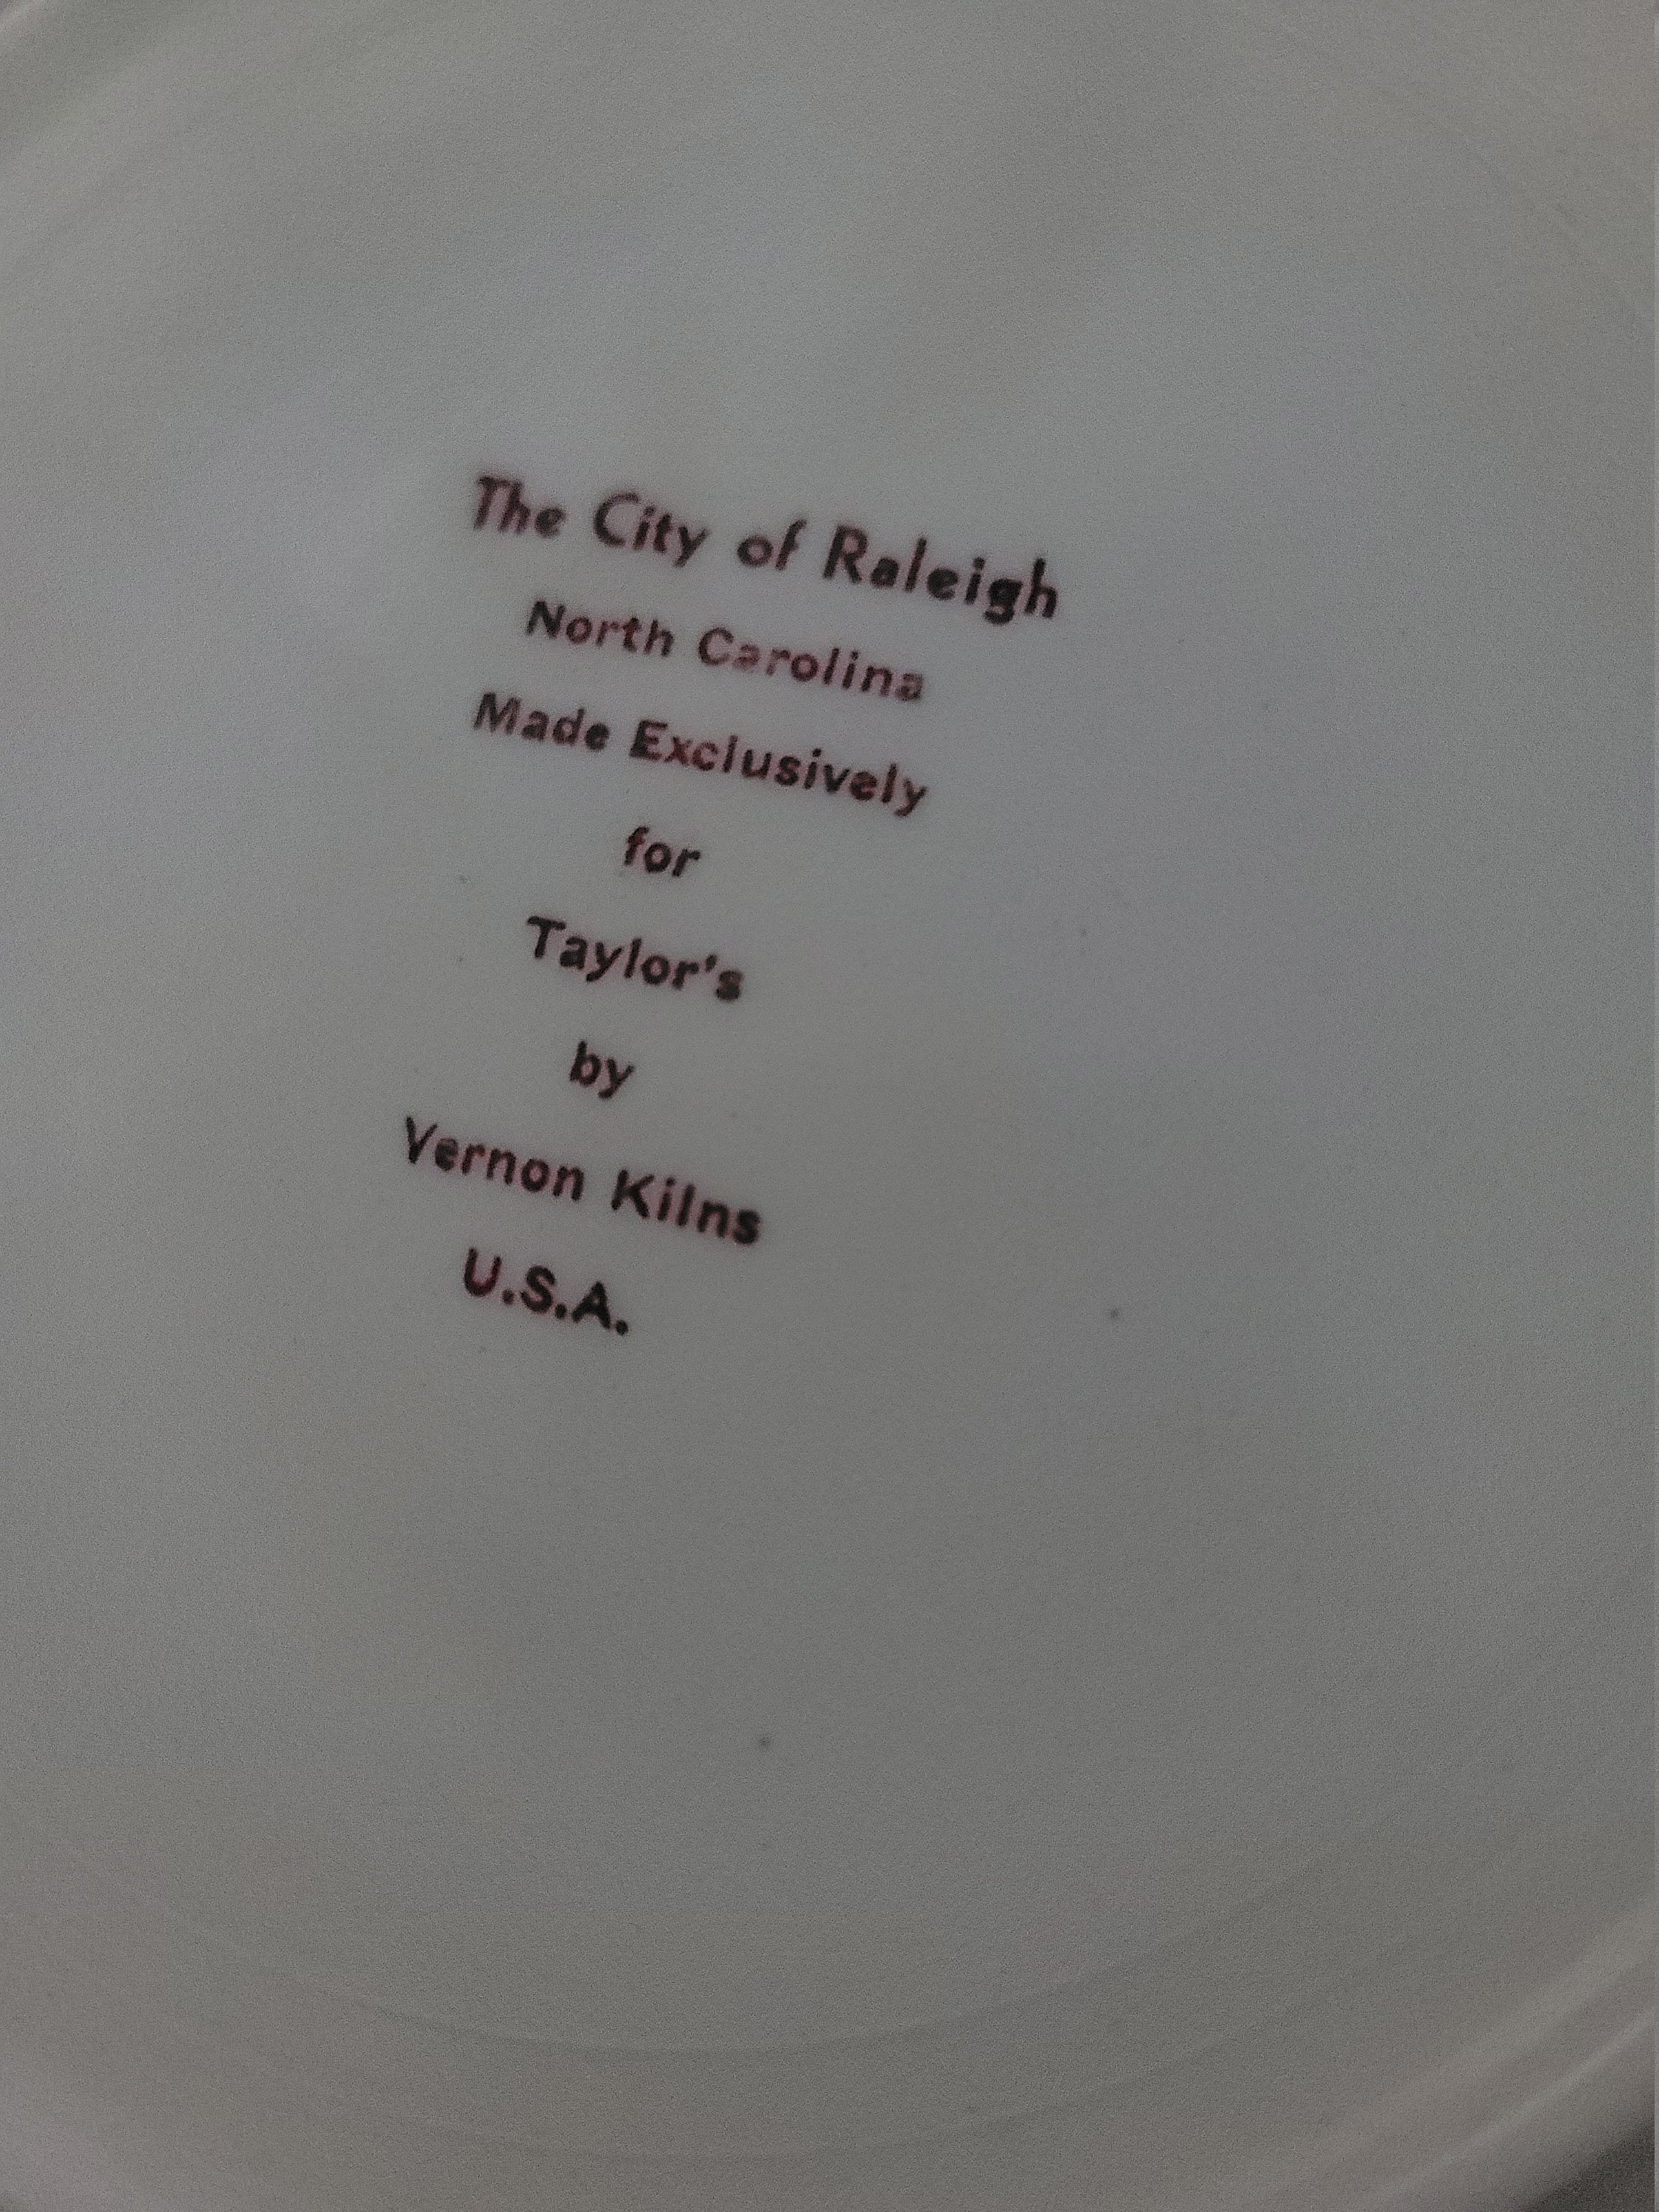 The City of Raleigh
North Carolina
Made Exclusively
for
Taylor's
by
Vernon Kilns
U.S.A.